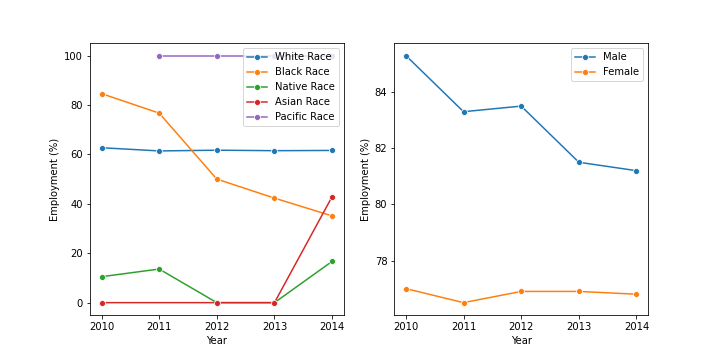 100
80
60
40
20
0
Employment (%)
2010 2011 2012 2013 2014
Year
White Race
Black Race
Native Race
Asian Race
Pacific Race
84
82
80
78
Employment (%)
2010 2011 2012 2013 2014
Year
Male
Female